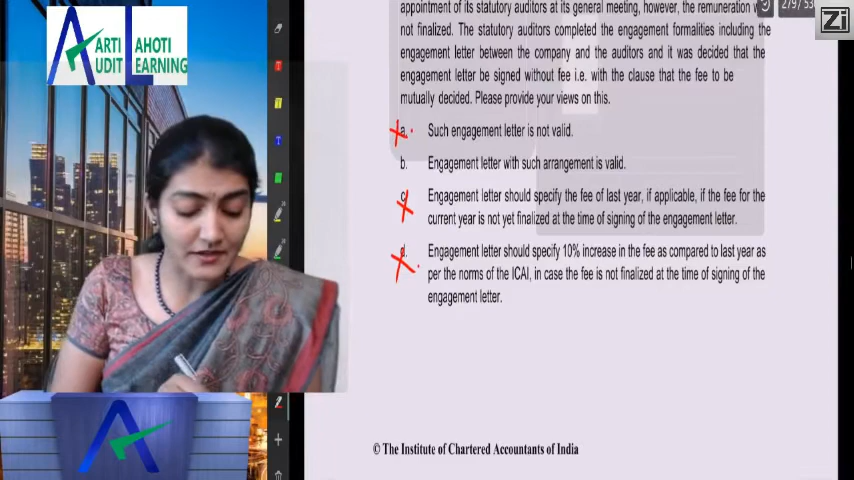 ARTI LAHOTI
AUDIT LEARNING
279 / 53
Zi
appointment of its statutory auditors at its general meeting, however, the remuneration
not finalized. The statutory auditors completed the engagement formalities including the
engagement letter between the company and the auditors and it was decided that the
engagement letter be signed without fee i.e. with the clause that the fee to be
mutually decided. Please provide your views on this.
a. Such engagement letter is not valid.
b. Engagement letter with such arrangement is valid.
c. Engagement letter should specify the fee of last year, if applicable, if the fee for the
current year is not yet finalized at the time of signing of the engagement letter.
d. Engagement letter should specify 10% increase in the fee as compared to last year as
per the norms of the ICAI, in case the fee is not finalized at the time of signing of the
engagement letter.
© The Institute of Chartered Accountants of India